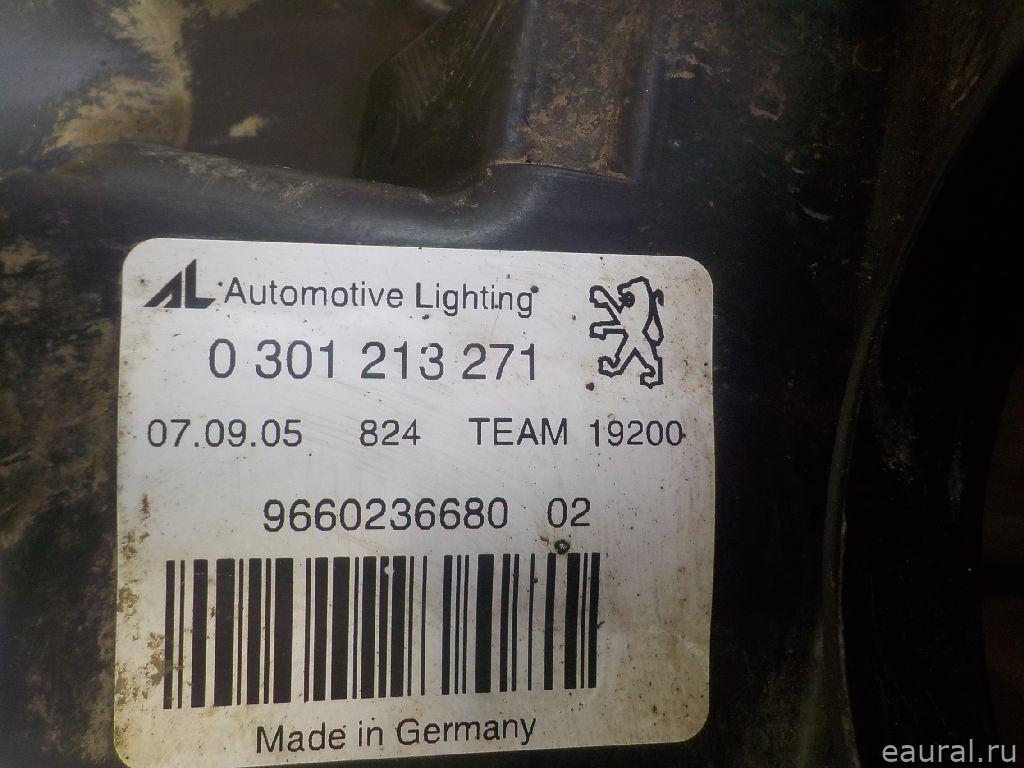 AL Automotive Lighting
0 301 213 271
07.09.05 824 TEAM 19200
9660236680 02
Made in Germany
eaural.ru